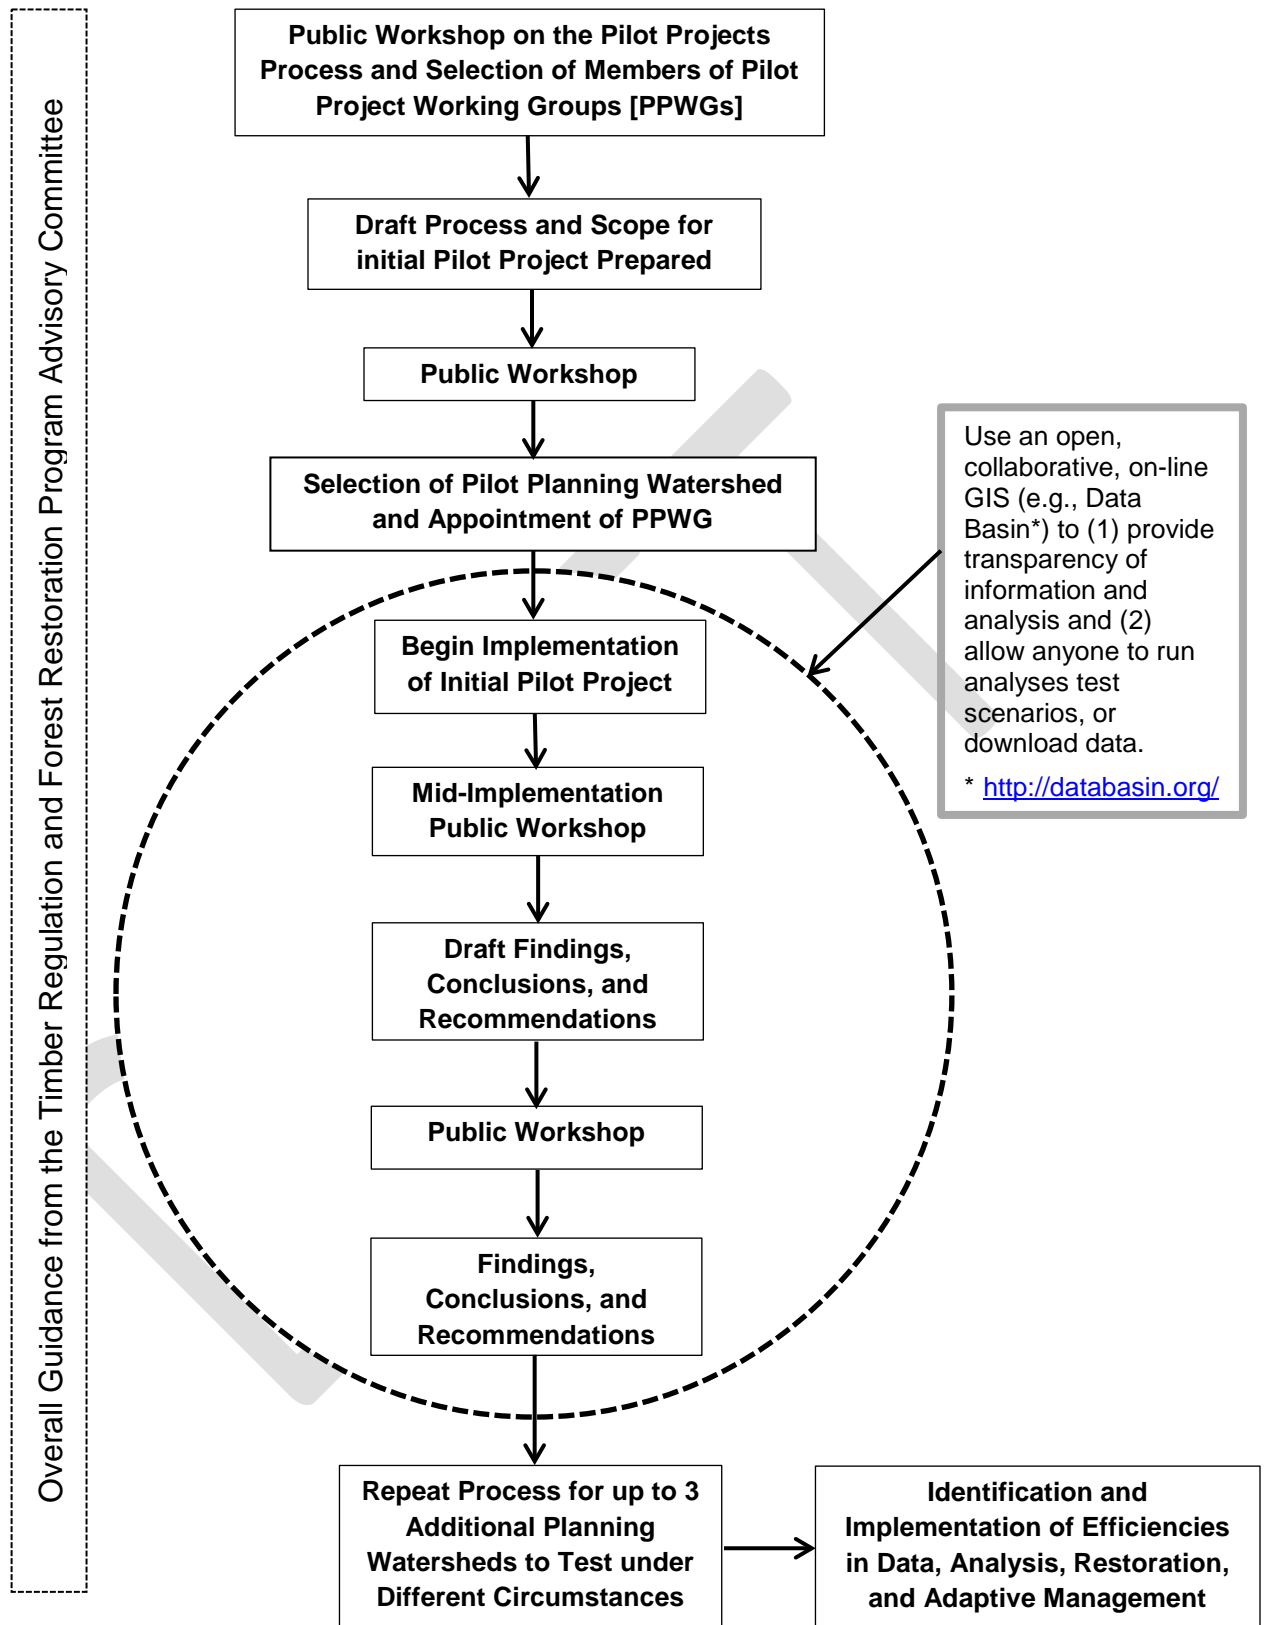 Overall Guidance from the Timber Regulation and Forest Restoration Program Advisory Committee
Public Workshop on the Pilot Projects
Process and Selection of Members of Pilot
Project Working Groups [PPWGs]
Draft Process and Scope for
initial Pilot Project Prepared
Public Workshop
Selection of Pilot Planning Watershed
and Appointment of PPWG
Use an open,
collaborative, on-line
GIS (e.g., Data
Basin*) to (1) provide
transparency of
information and
analysis and (2)
allow anyone to run
analyses test
scenarios, or
download data.
* http://databasin.org/
Begin Implementation
of Initial Pilot Project
Mid-Implementation
Public Workshop
Draft Findings,
Conclusions, and
Recommendations
Public Workshop
Findings,
Conclusions, and
Recommendations
Repeat Process for up to 3
Additional Planning
Watersheds to Test under
Different Circumstances
Identification and
Implementation of Efficiencies
in Data, Analysis, Restoration,
and Adaptive Management